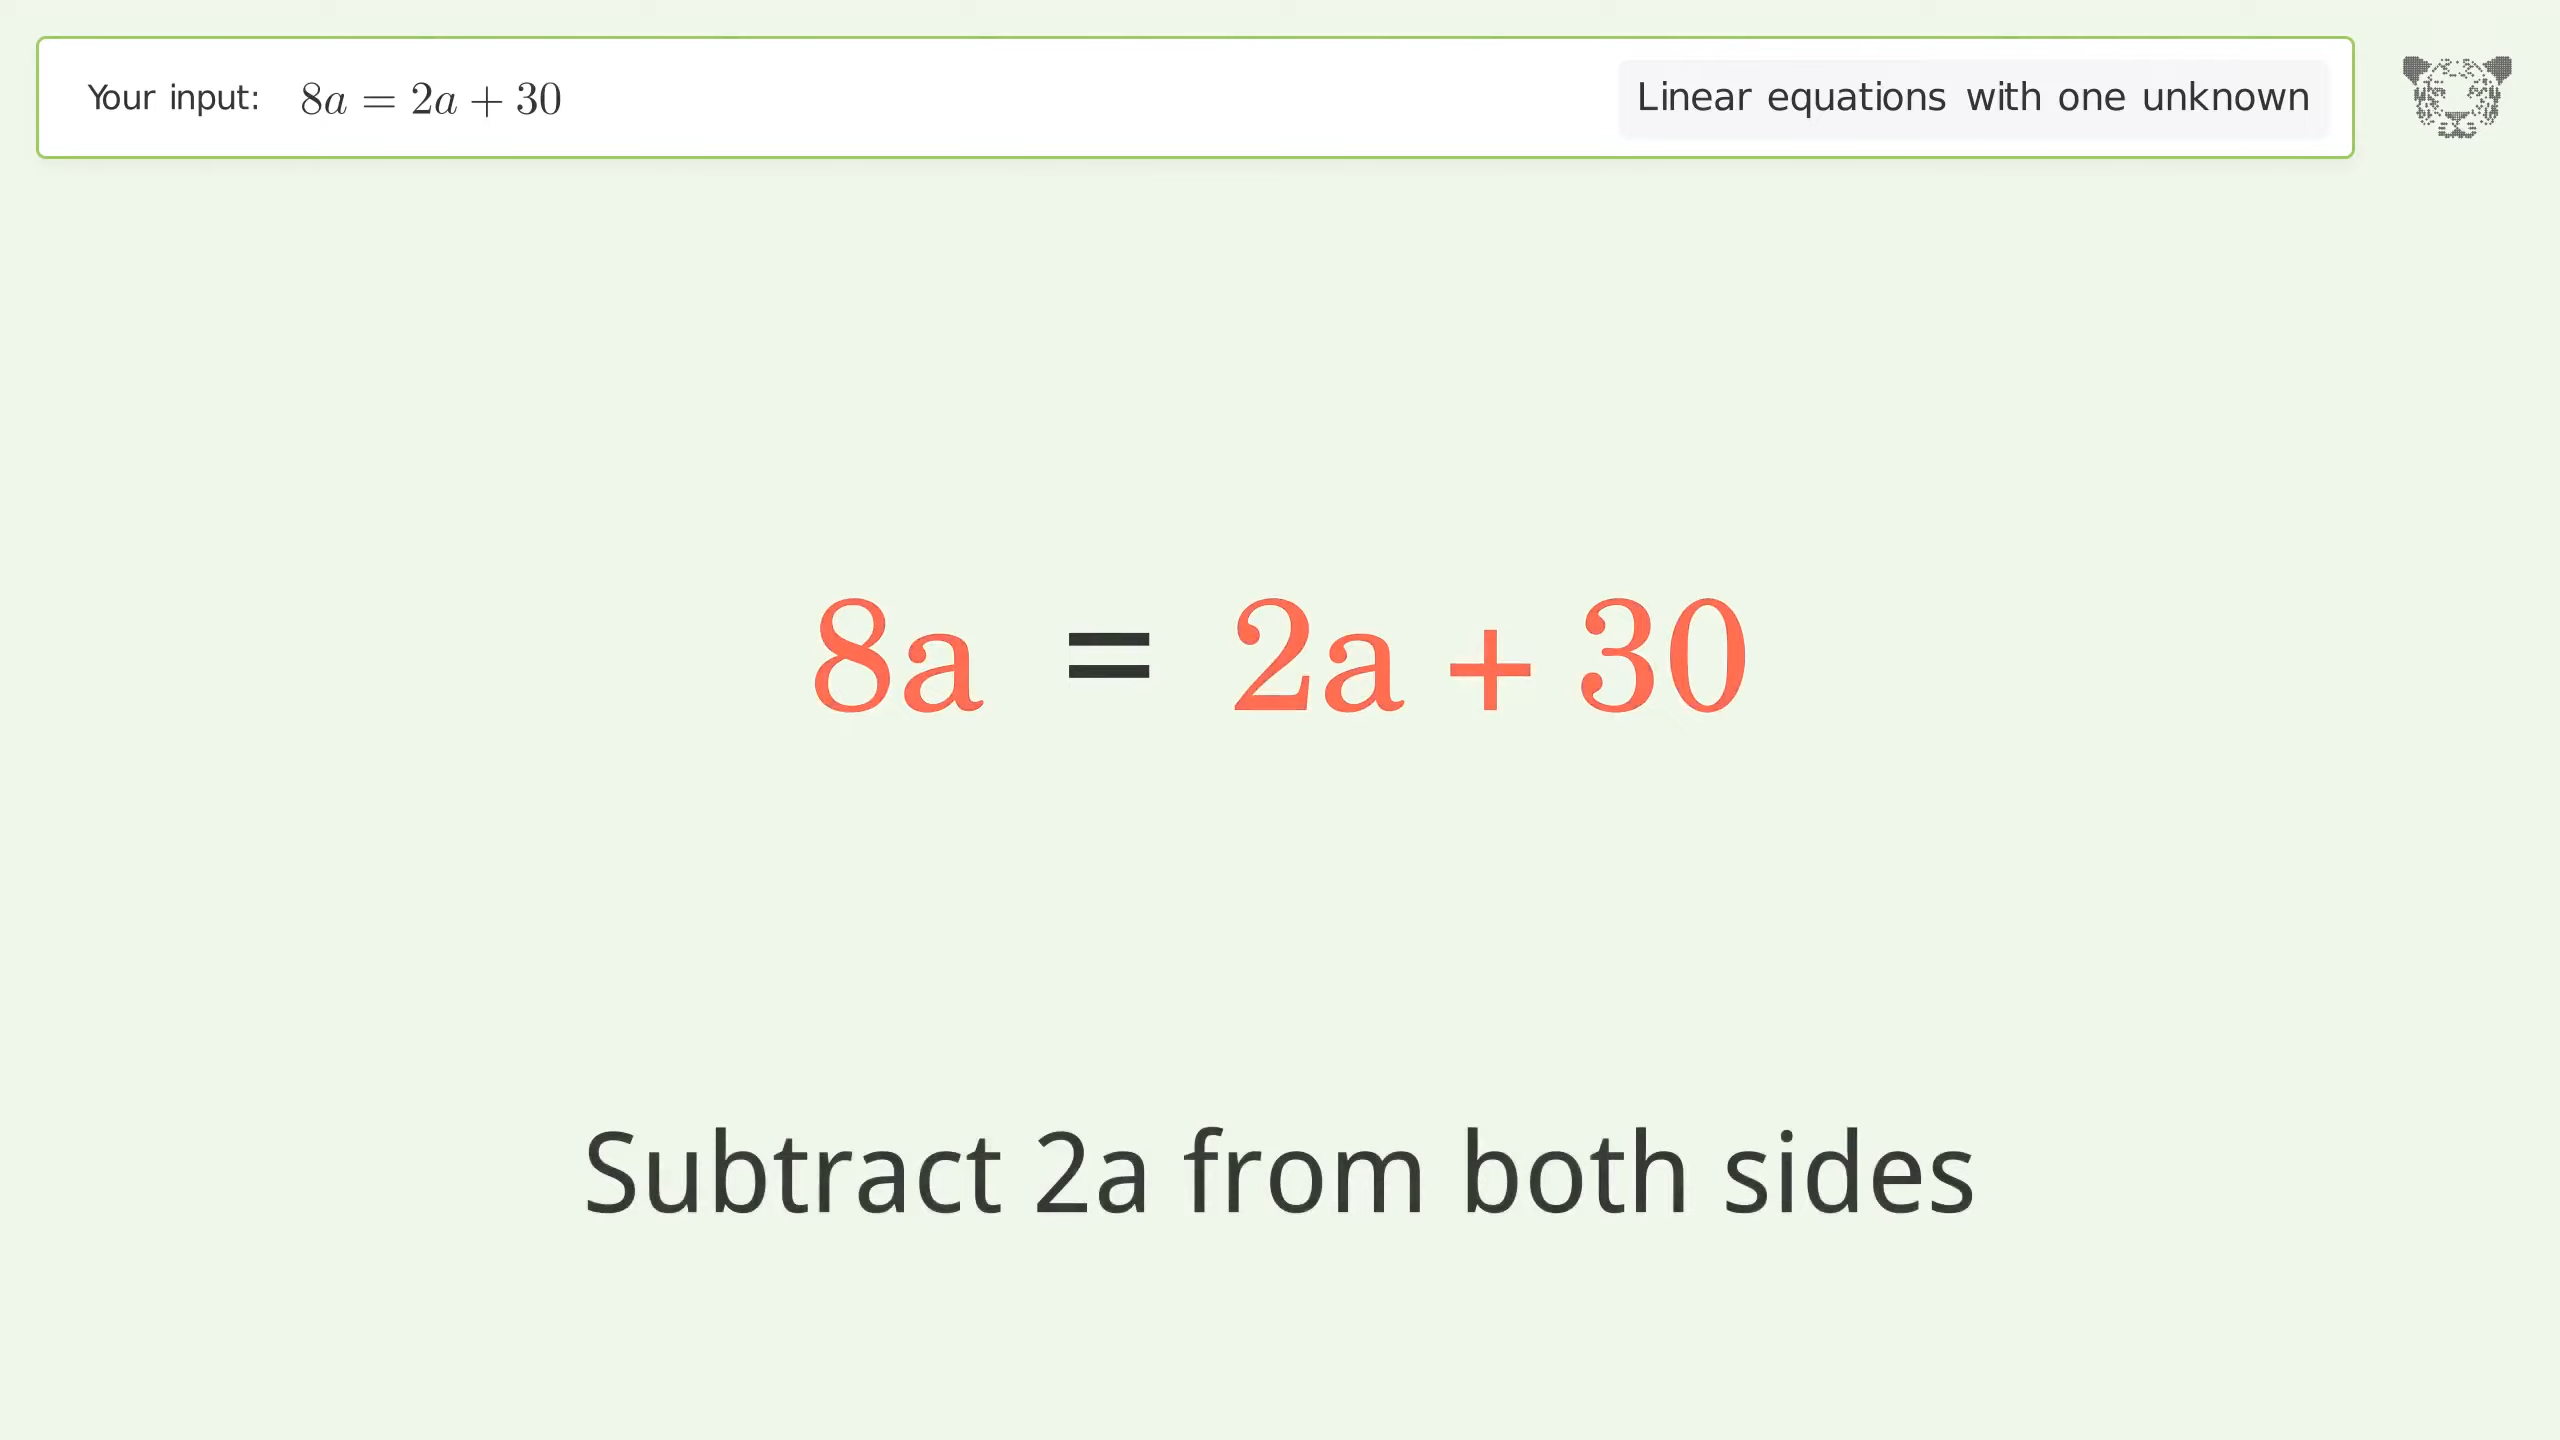 Your input: 8a = 2a + 30 Linear equations with one unknown
8a = 2a + 30
Subtract 2a from both sides